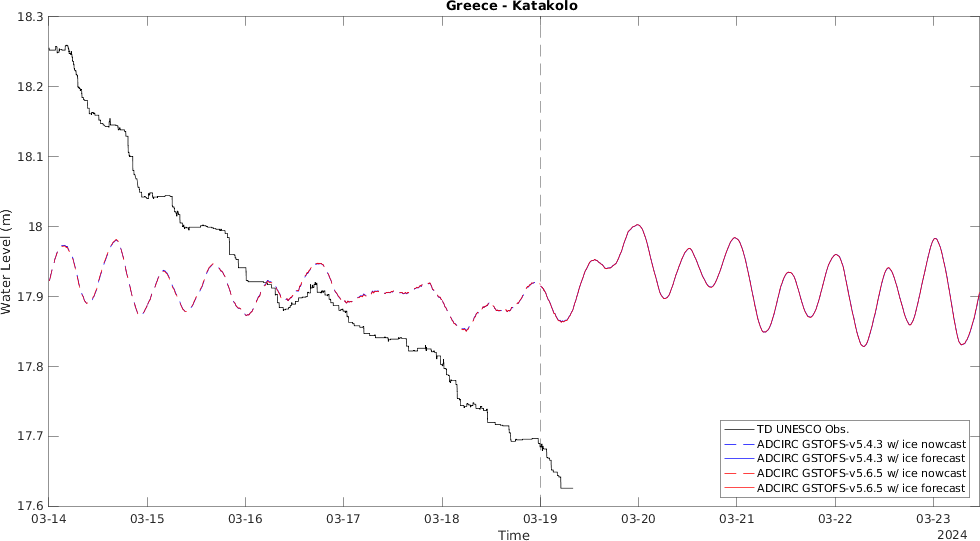 Greece - Katakolo
18.3
18.2
18.1
18
17.9
17.8
17.7
17.6
Water Level (m)
TD UNESCO Obs.
ADCIRC GSTOFS-v5.4.3 w/ ice nowcast
ADCIRC GSTOFS-v5.4.3 w/ ice forecast
ADCIRC GSTOFS-v5.6.5 w/ ice nowcast
ADCIRC GSTOFS-v5.6.5 w/ ice forecast
03-14 03-15 03-16 03-17 03-18 03-19 03-20 03-21 03-22 03-23
Time
2024